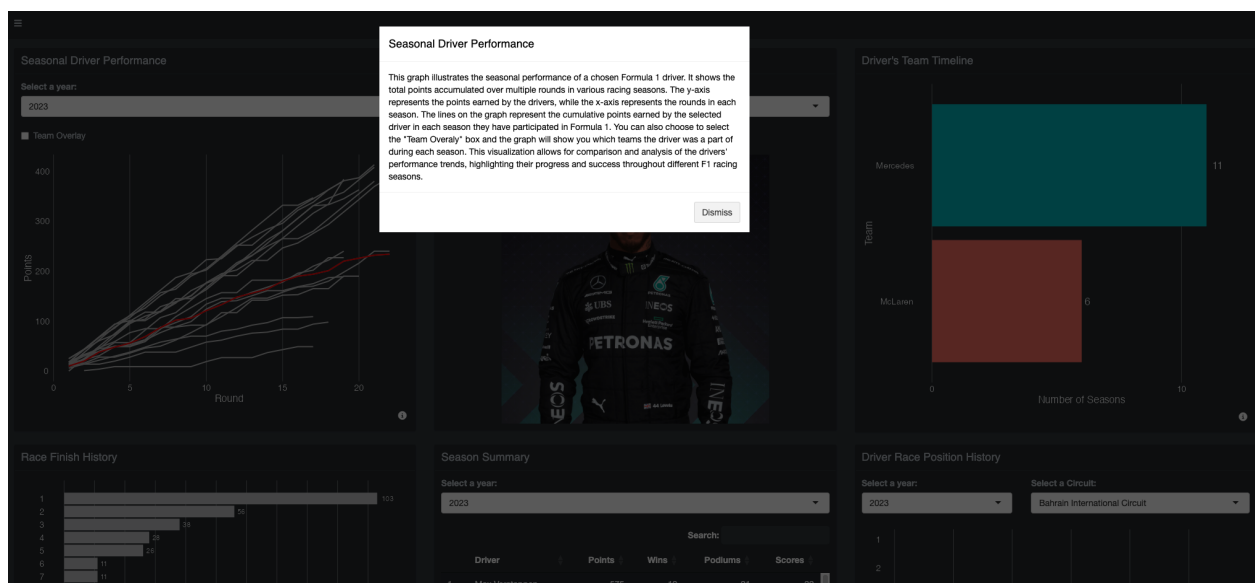 Seasonal Driver Performance
Select a year:
2023
Team Overlay
400
300
200
100
0
Points
0 5 10 15 20
Round
Seasonal Driver Performance
This graph illustrates the seasonal performance of a chosen Formula 1 driver. It shows the
total points accumulated over multiple rounds in various racing seasons. The y-axis
represents the points earned by the drivers, while the x-axis represents the rounds in each
season. The lines on the graph represent the cumulative points earned by the selected
driver in each season they have participated in Formula 1. You can also choose to select
the "Team Overaly" box and the graph will show you which teams the driver was a part of
during each season. This visualization allows for comparison and analysis of the drivers'
performance trends, highlighting their progress and success throughout different F1 racing
seasons.
Dismiss
UBS
INEOS
PETRONAS
Driver's Team Timeline
Team
Mercedes
11
McLaren
6
0 10
Number of Seasons
Race Finish History
1 103
2 56
3 38
4 28
5 26
6 11
7 11
Season Summary
Select a year:
2023
Search:
Driver Points Wins Podiums Scores
Driver Race Position History
Select a year:
2023
Select a Circuit:
Bahrain International Circuit
1
2